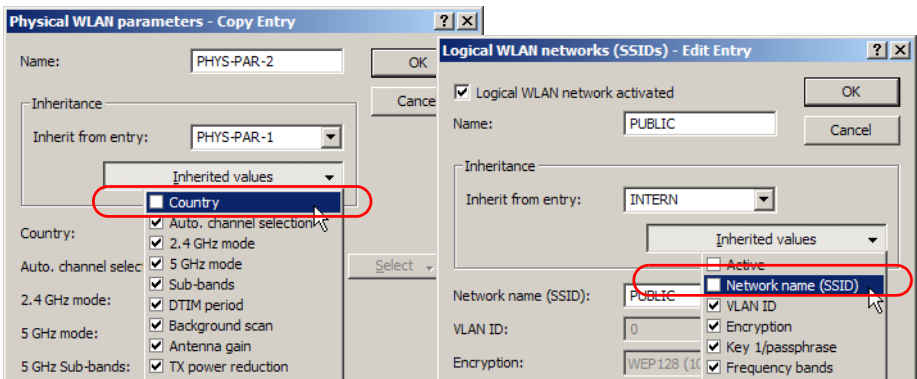 Physical WLAN parameters - Copy Entry
Name: PHYS-PAR-2
OK
Inheritance
Inherit from entry: PHYS-PAR-1
Inherited values
Country
Auto. channel selection
2.4 GHz mode
5 GHz mode
Sub-bands
DTIM period
Background scan
Antenna gain
TX power reduction
Country:
Auto. channel selec
Select
2.4 GHz mode:
5 GHz mode:
5 GHz Sub-bands:
Logical WLAN networks (SSIDs) - Edit Entry
Logical WLAN network activated
OK
Name: PUBLIC
Cancel
Inheritance
Inherit from entry: INTERN
Inherited values
Active
Network name (SSID)
VLAN ID
Encryption
Key 1/passphrase
Frequency bands
Network name (SSID): PUBLIC
VLAN ID: 0
Encryption: WEP128 (10